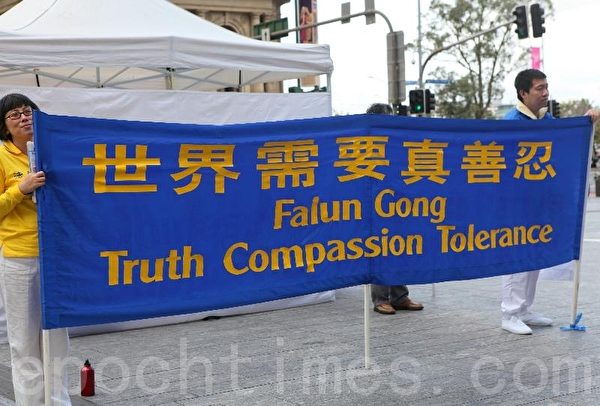 世界需要真善忍
Falun Gong
Truth Compassion Tolerance
epochtimes.com